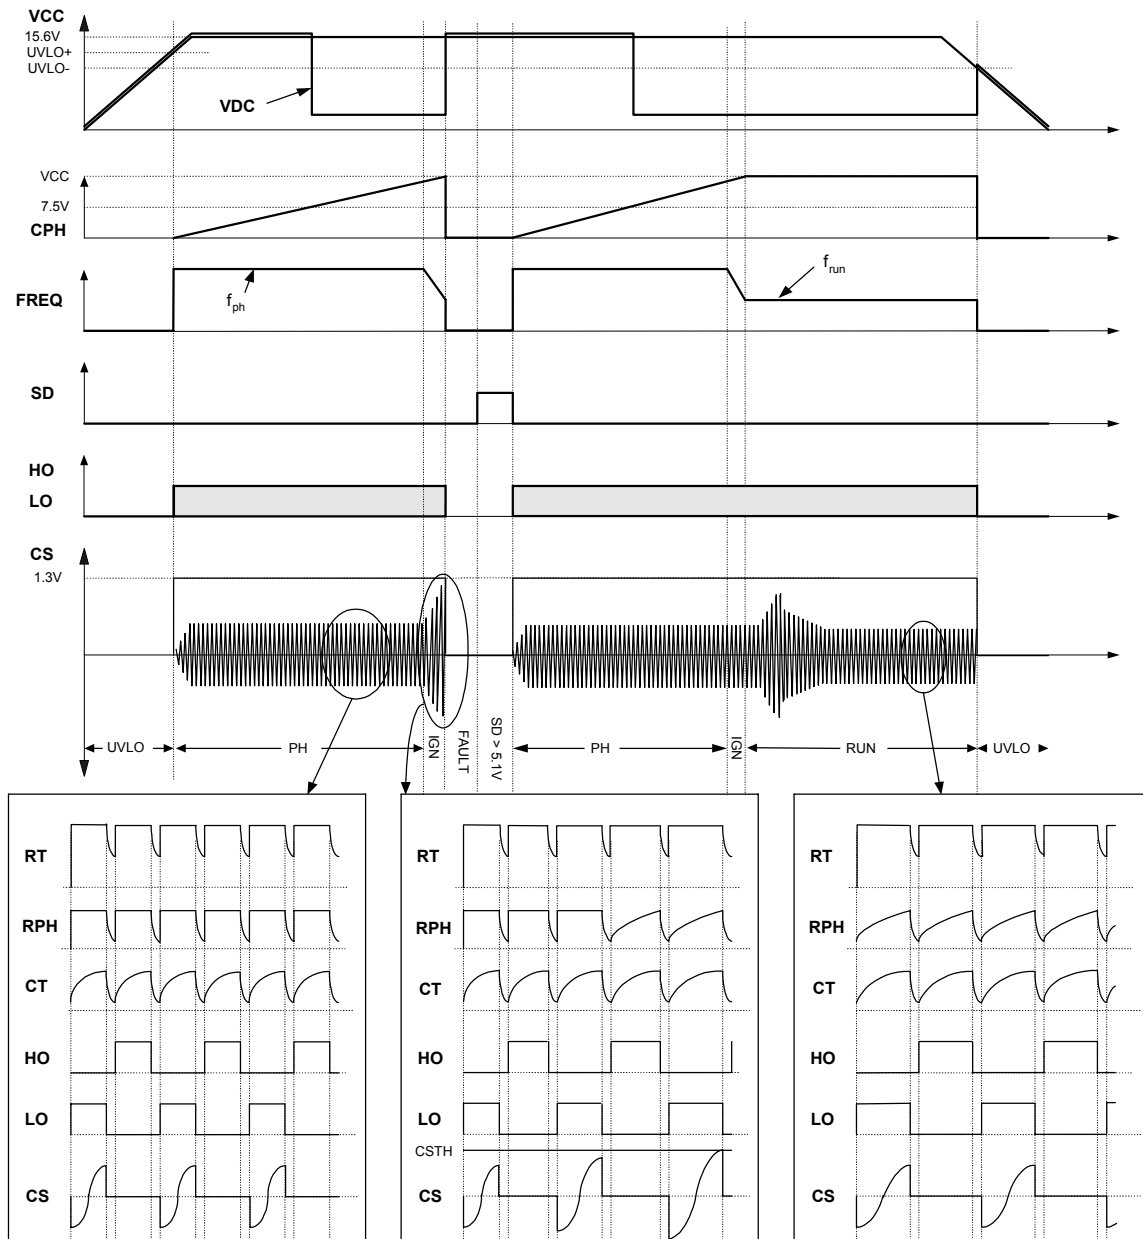 VCC
15.6V
UVLO+
UVLO-
VDC
VCC
7.5V
CPH
FREQ
fph
frun
SD
HO
LO
CS
1.3V
UVLO
PH
IGN
FAULT
SD > 5.1V
PH
IGN
RUN
UVLO
RT
RPH
CT
HO
LO
CS
RT
RPH
CT
HO
LO
CSTH
CS
RT
RPH
CT
HO
LO
CS